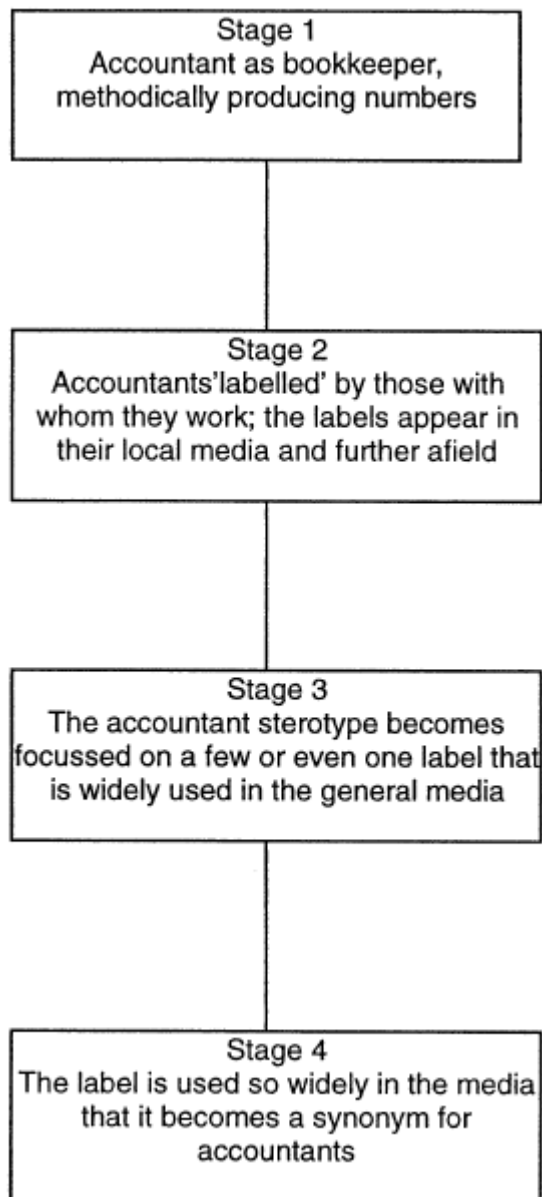 Stage 1
Accountant as bookkeeper,
methodically producing numbers
Stage 2
Accountants'labelled' by those with
whom they work; the labels appear in
their local media and further afield
Stage 3
The accountant sterotype becomes
focussed on a few or even one label that
is widely used in the general media
Stage 4
The label is used so widely in the media
that it becomes a synonym for
accountants